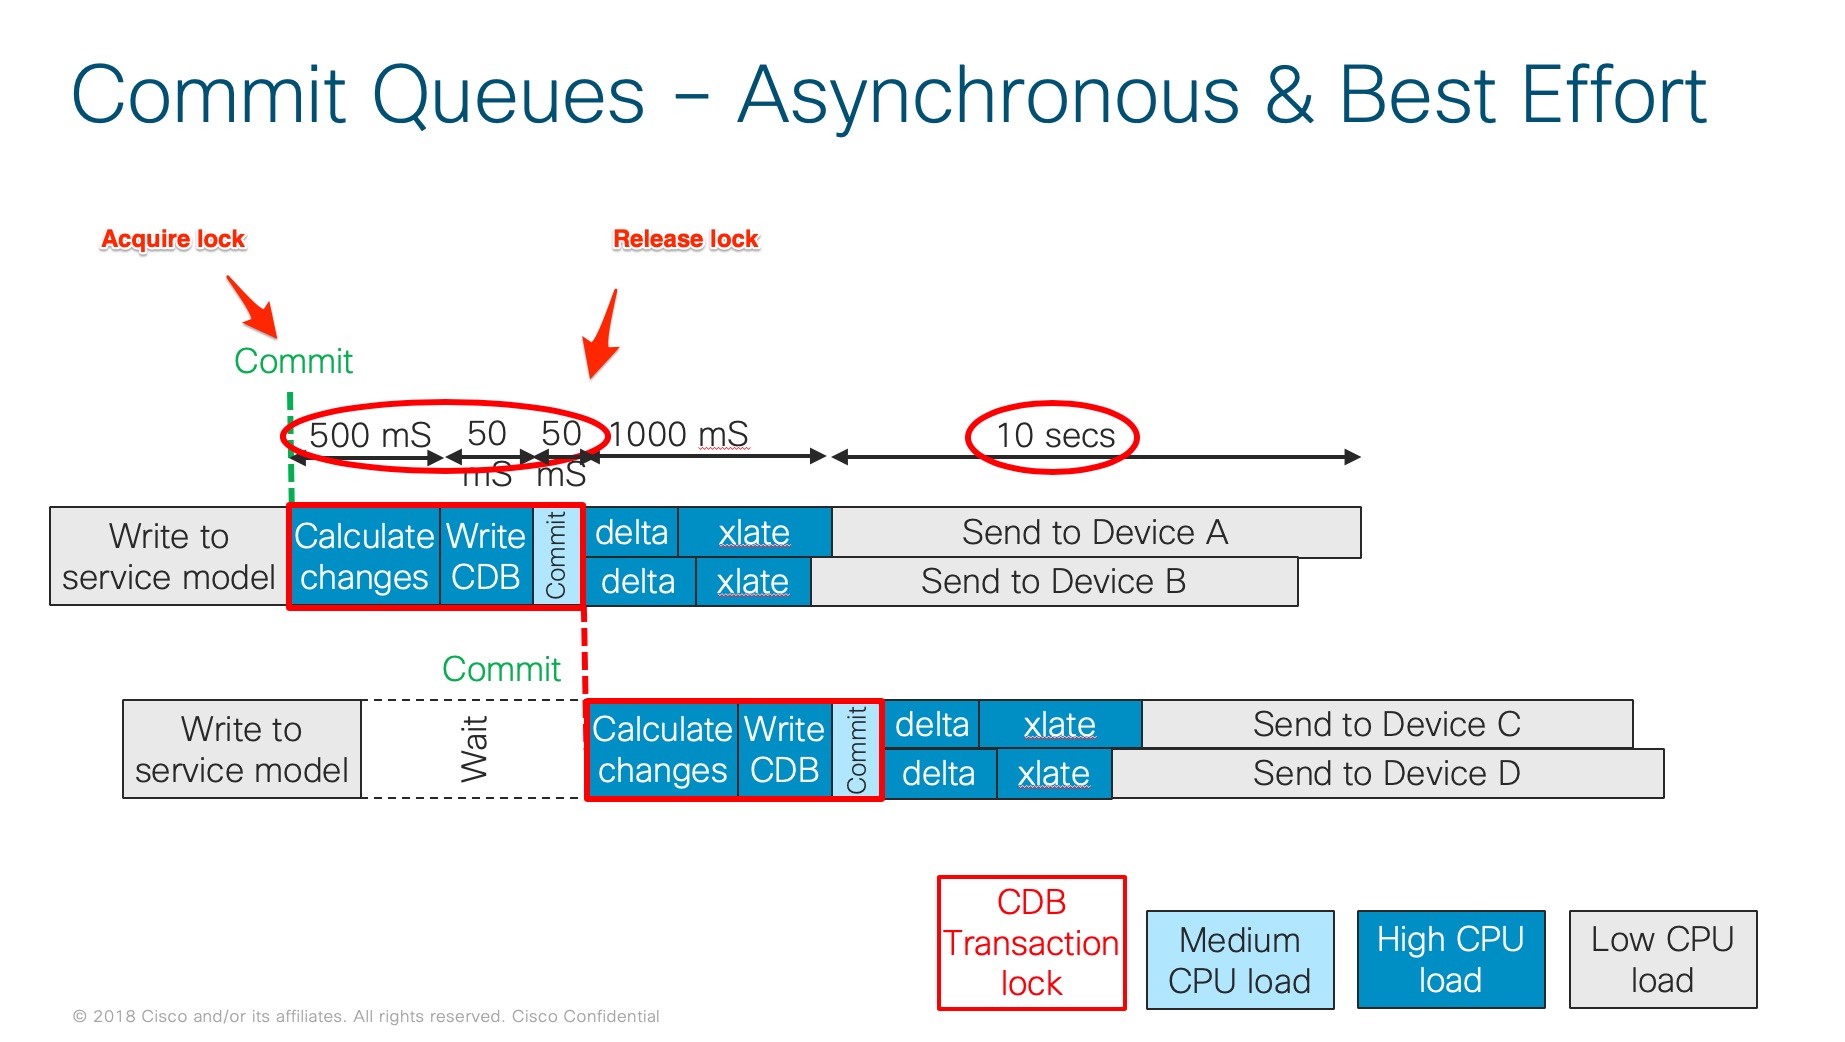 Commit Queues – Asynchronous & Best Effort
Acquire lock
Release lock
Commit
500 mS
50
mS
50
mS
1000 mS
10 secs
Write to
service model
Calculate
changes
Write
CDB
Commit
delta
xlate
Send to Device A
delta
xlate
Send to Device B
Commit
Write to
service model
Wait
Calculate
changes
Write
CDB
Commit
delta
xlate
Send to Device C
delta
xlate
Send to Device D
CDB
Transaction
lock
Medium
CPU load
High CPU
load
Low CPU
load
© 2018 Cisco and/or its affiliates. All rights reserved. Cisco Confidential